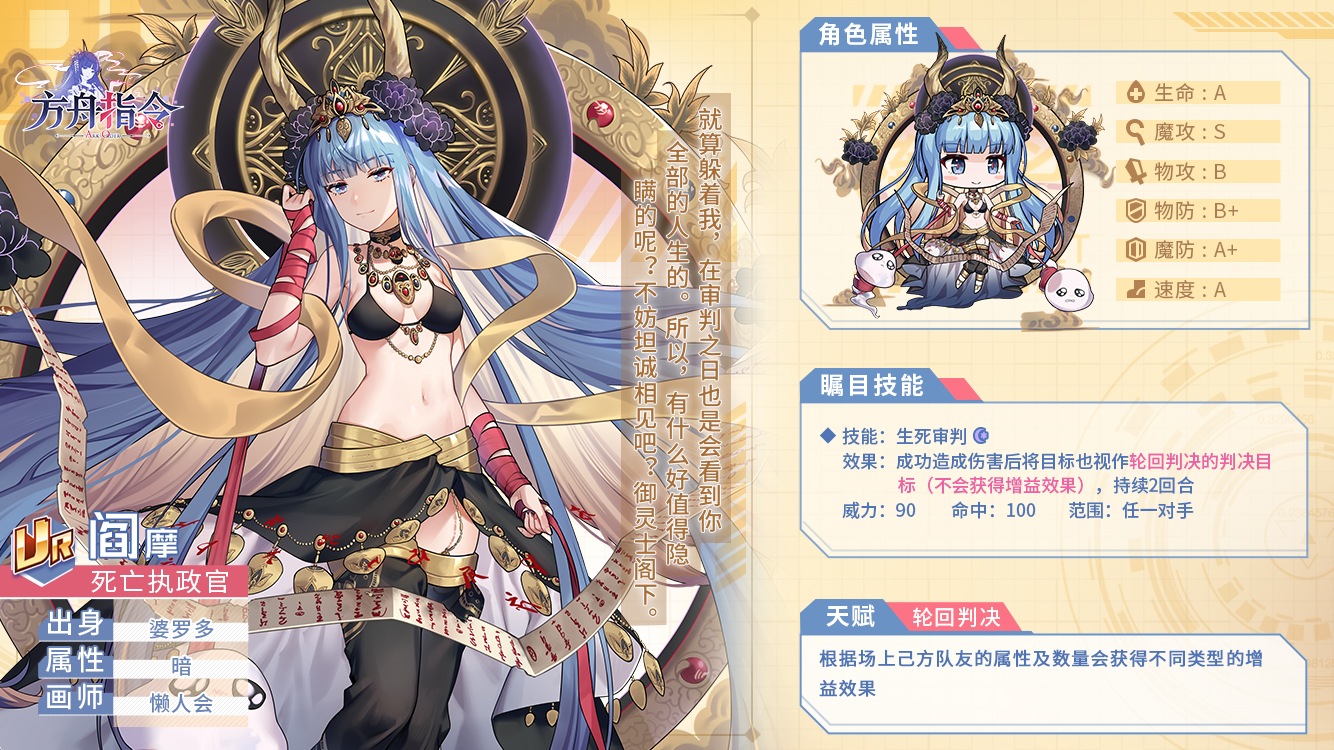 方舟指令
ARK ORDER
就算躲着我，在审判之日也是会看到你
全部的人生的。所以，有什么好值得隐
瞒的呢？不妨坦诚相见吧？御灵士阁下。
UR 阎摩
死亡执政官
出身 婆罗多
属性 暗
画师 懒人会
角色属性
生命：A
魔攻：S
物攻：B
物防：B+
魔防：A+
速度：A
瞩目技能
◆ 技能：生死审判
效果：成功造成伤害后将目标也视作轮回判决的判决目
标（不会获得增益效果），持续2回合
威力：90 命中：100 范围：任一对手
天赋 轮回判决
根据场上己方队友的属性及数量会获得不同类型的增
益效果